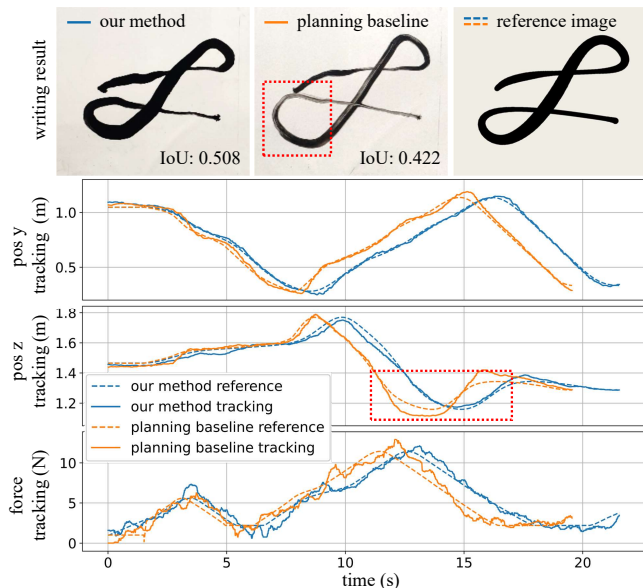 our method
planning baseline
reference image
writing result
IoU: 0.508
IoU: 0.422
pos y
tracking (m)
1.0
0.5
pos z
tracking (m)
1.8
1.6
1.4
1.2
our method reference
our method tracking
planning baseline reference
planning baseline tracking
force
tracking (N)
10
5
0
0
5
10
15
20
time (s)